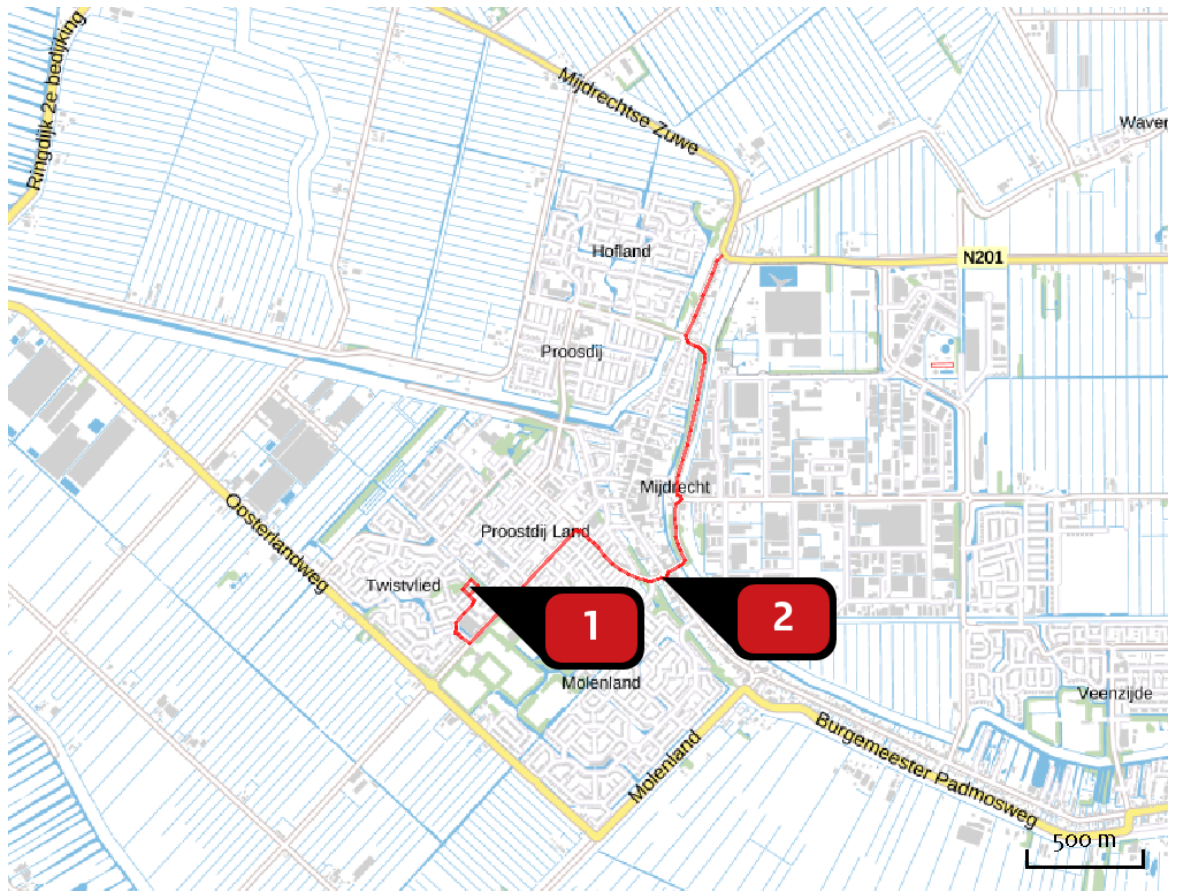 Ringdijk 2e bedijking
Mijdrechtse Zuwe
Waver
Hofland
N201
Proosdij
Mijdrecht
Oosterlandweg
Proostdij Land
Twistvlied
1
2
Molenland
Veenzijde
Molenland
Burgemeester Padmosweg
500 m